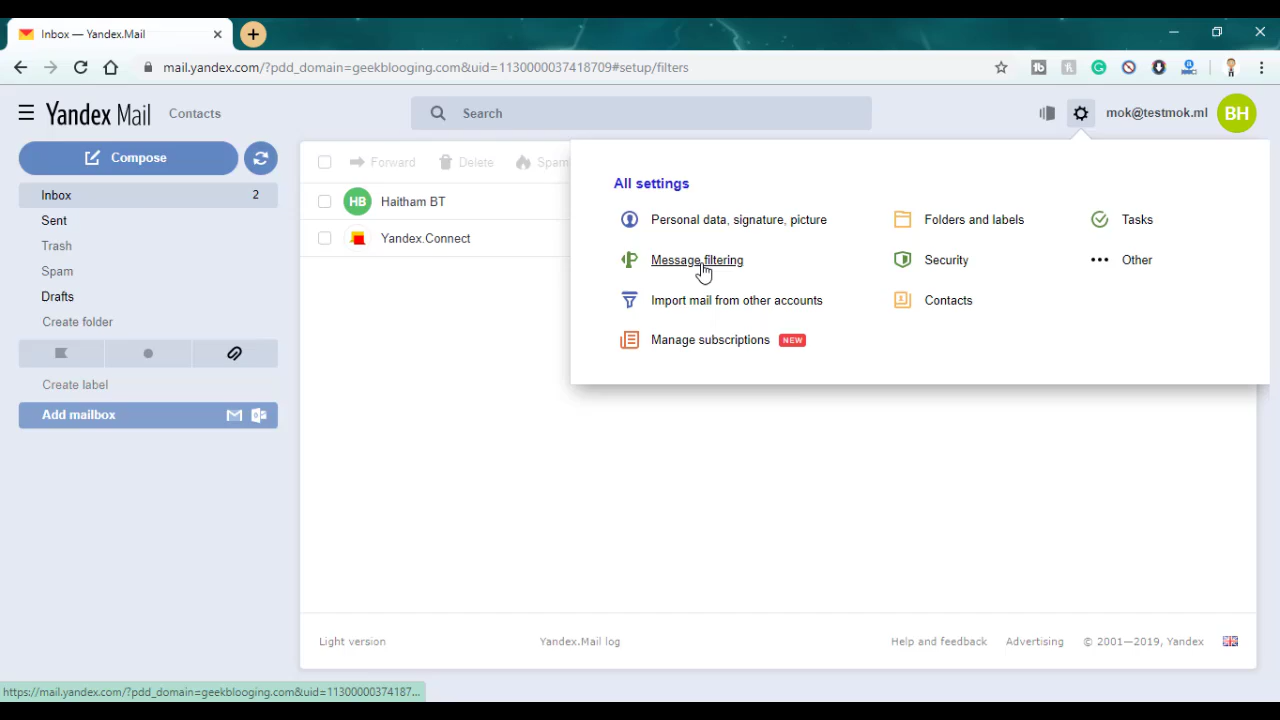 Inbox — Yandex.Mail
mail.yandex.com/?pdd_domain=geekblooging.com&uid=1130000037418709#setup/filters
Yandex Mail
Contacts
Search
mok@testmok.ml
BH
Compose
Inbox 2
Sent
Trash
Spam
Drafts
Create folder
Create label
Add mailbox
Forward Delete Spam
HB Haitham BT
Yandex.Connect
All settings
Personal data, signature, picture
Message filtering
Import mail from other accounts
Manage subscriptions NEW
Folders and labels
Security
Contacts
Tasks
Other
Light version
Yandex.Mail log
Help and feedback
Advertising
© 2001—2019, Yandex
https://mail.yandex.com/?pdd_domain=geekblooging.com&uid=11300000374187...